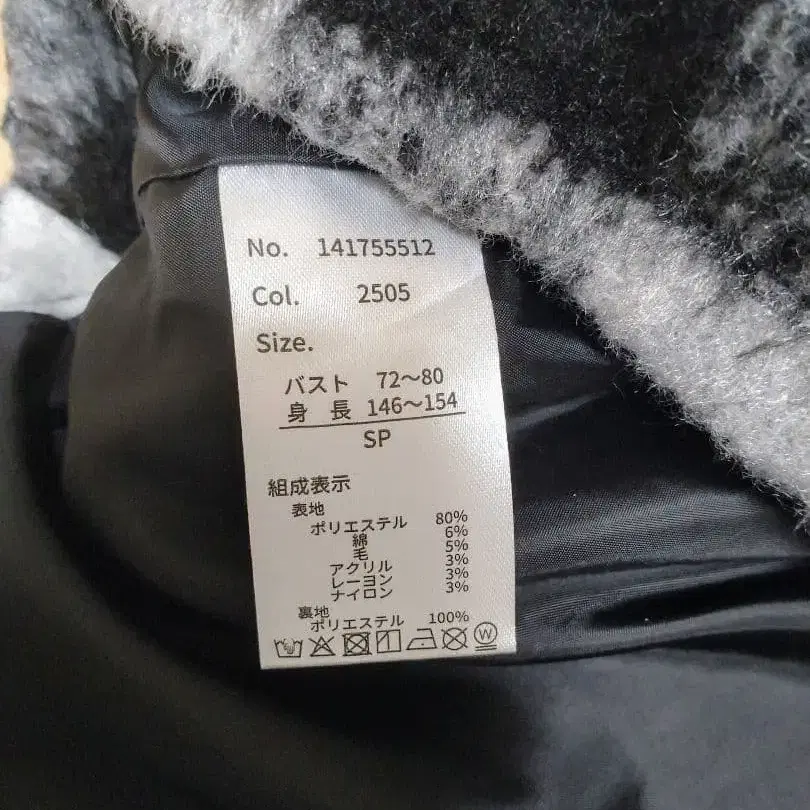 No. 141755512
Col. 2505
Size.
バスト 72～80
身 長 146～154
SP
組成表示
表地
ポリエステル 80%
綿 6%
毛 5%
アクリル 3%
レーヨン 3%
ナイロン 3%
裏地
ポリエステル 100%
W